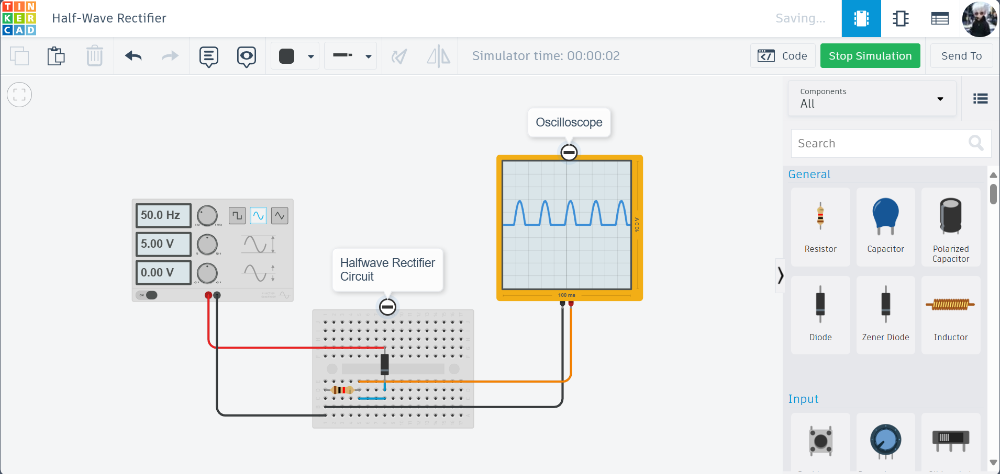 TIN
KER
CAD
Half-Wave Rectifier
Saving...
Simulator time: 00:00:02
Code
Stop Simulation
Send To
Components
All
Search
General
Resistor
Capacitor
Polarized
Capacitor
Diode
Zener Diode
Inductor
Input
Oscilloscope
10.0 V
100 ms
50.0 Hz
5.00 V
0.00 V
ON
Halfwave Rectifier
Circuit